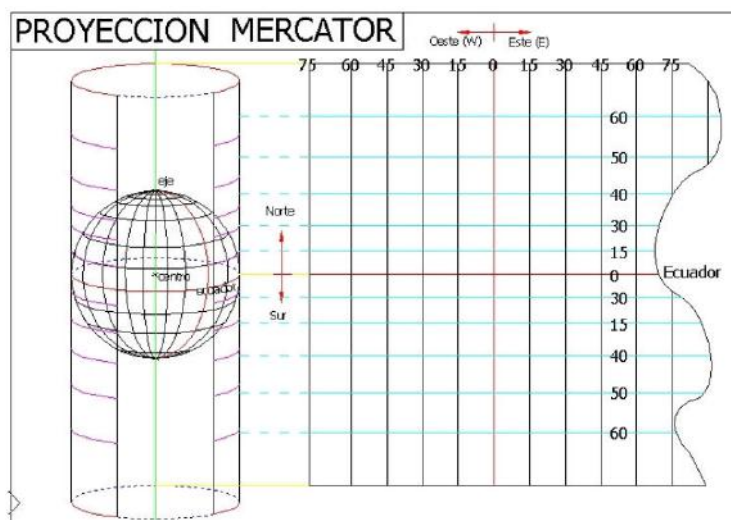 PROYECCION MERCATOR
Oeste (W) Este (E)
75 60 45 30 15 0 15 30 45 60 75
60
50
eje
40
Norte
30
15
centro
0 Ecuador
Ecuador
30
Sur
15
40
50
60